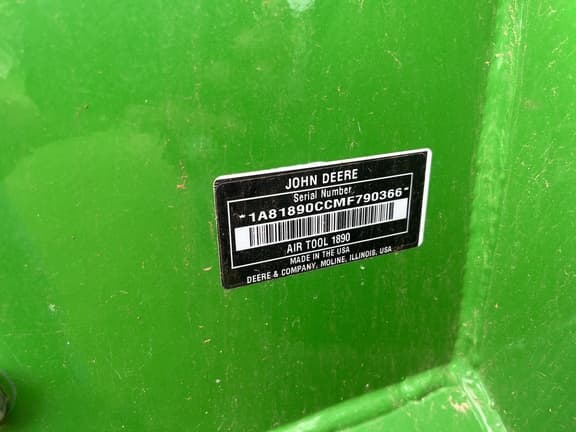 JOHN DEERE
Serial Number
*1A81890CCMF790366*
AIR TOOL 1890
MADE IN THE USA
DEERE & COMPANY, MOLINE, ILLINOIS, USA